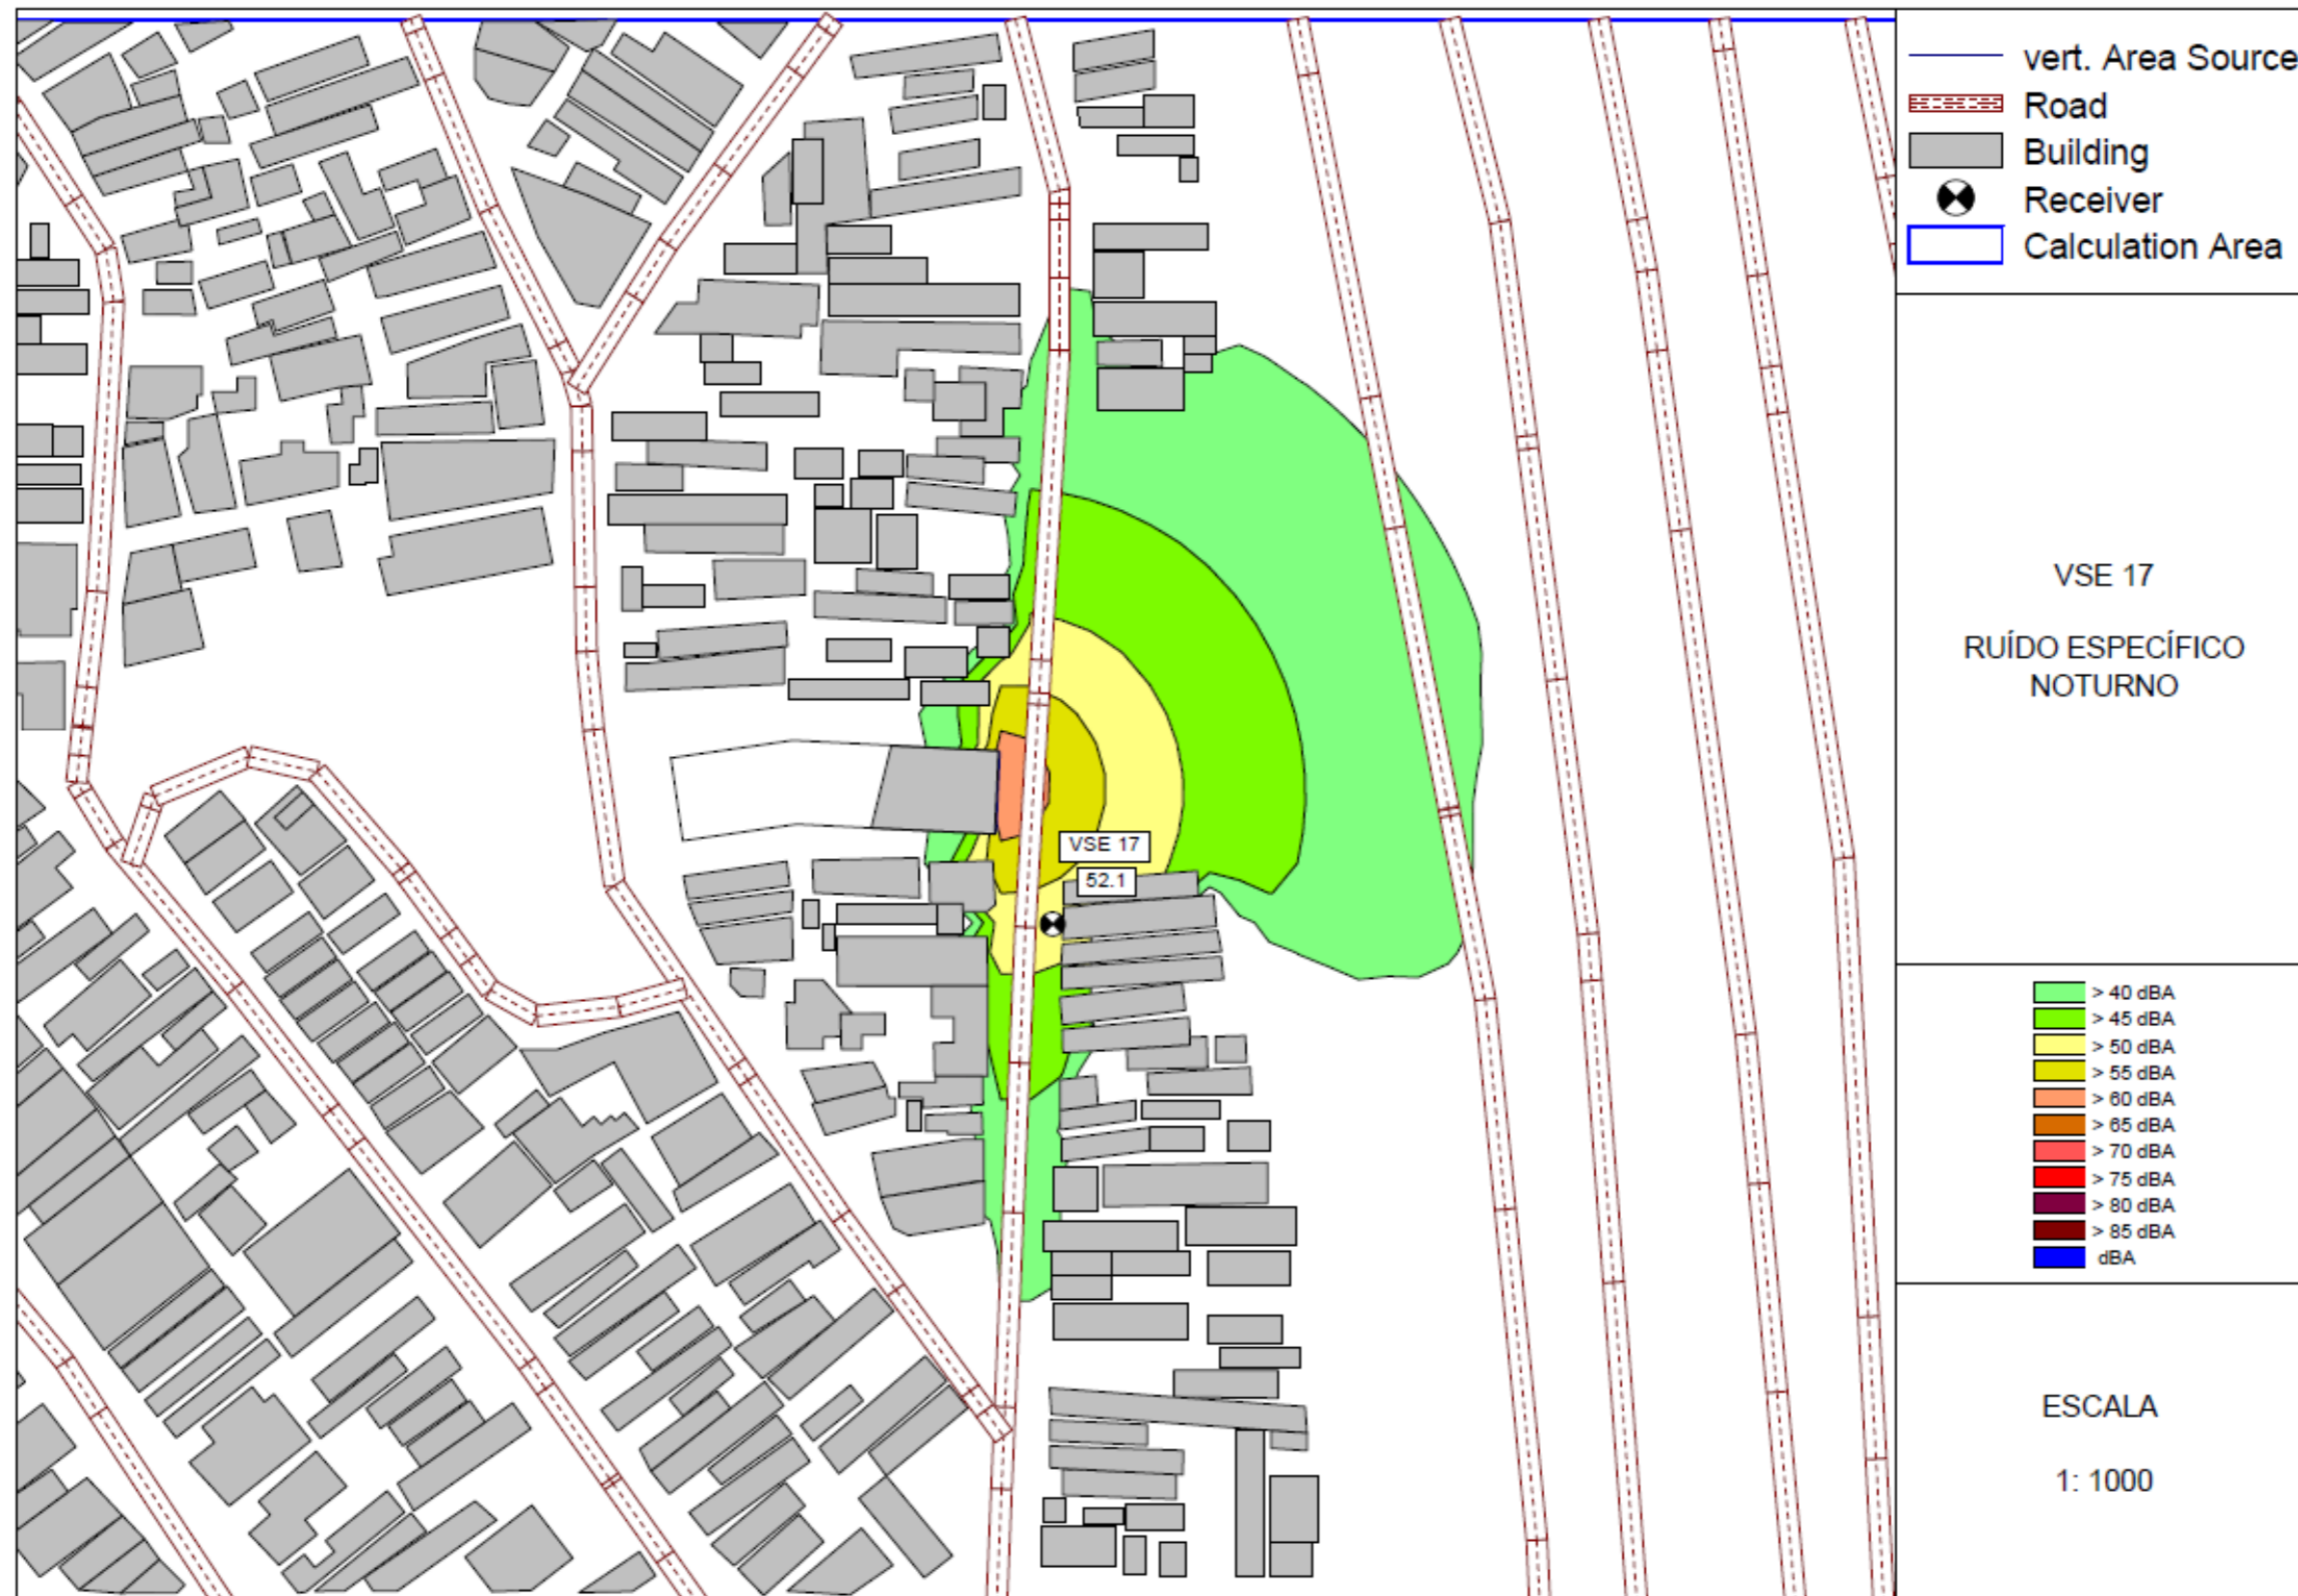 vert. Area Source
Road
Building
Receiver
Calculation Area
VSE 17
RUÍDO ESPECÍFICO
NOTURNO
VSE 17
52.1
> 40 dBA
> 45 dBA
> 50 dBA
> 55 dBA
> 60 dBA
> 65 dBA
> 70 dBA
> 75 dBA
> 80 dBA
> 85 dBA
dBA
ESCALA
1: 1000